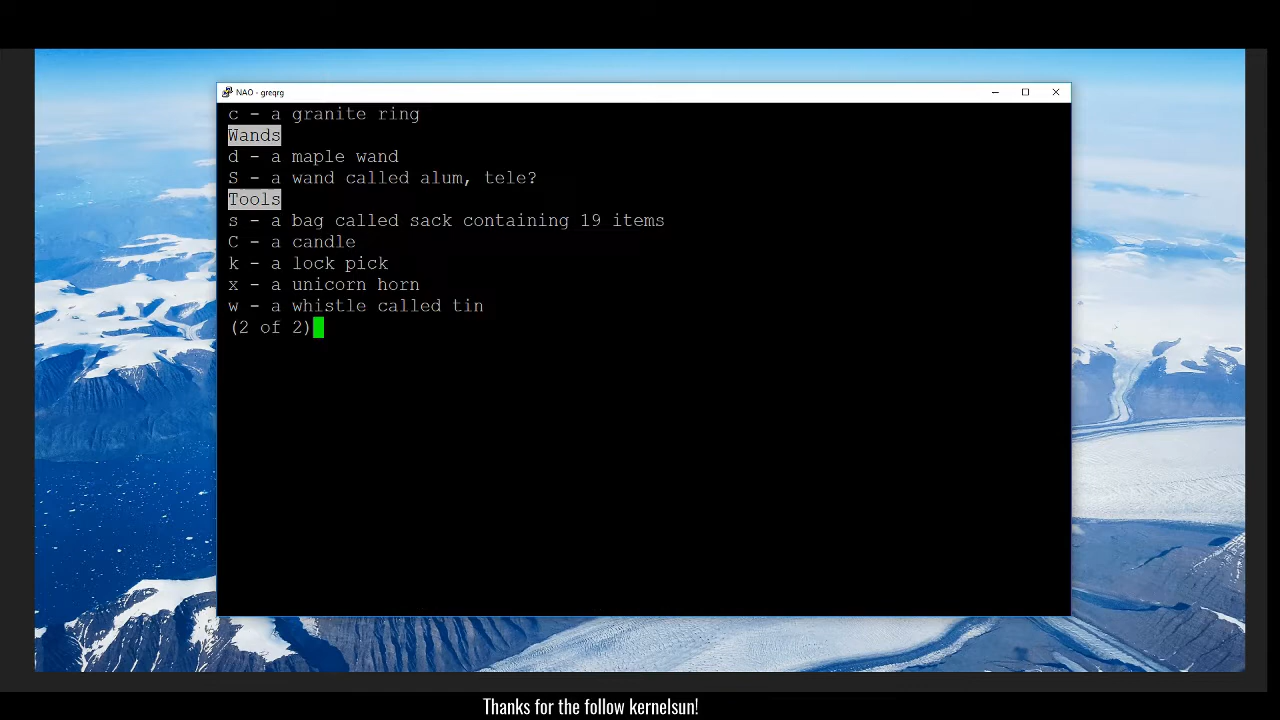 NAO - greqrg
c - a granite ring
Wands
d - a maple wand
S - a wand called alum, tele?
Tools
s - a bag called sack containing 19 items
C - a candle
k - a lock pick
x - a unicorn horn
w - a whistle called tin
(2 of 2)
Thanks for the follow kernelsun!